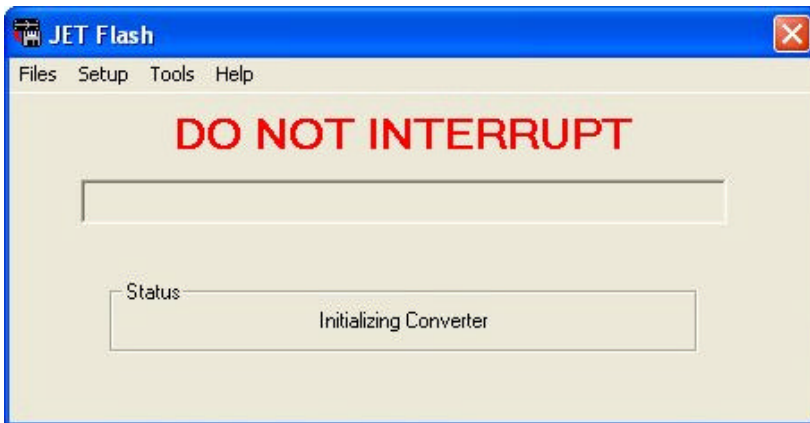 JET Flash
Files Setup Tools Help
DO NOT INTERRUPT
Status
Initializing Converter